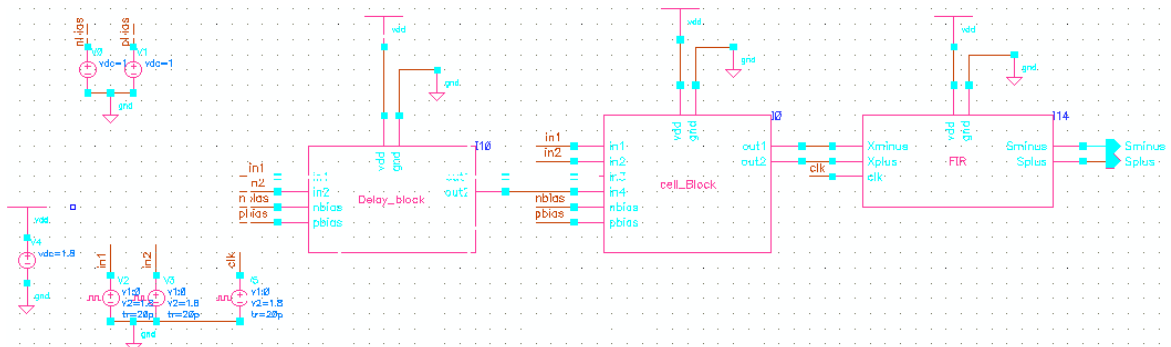 nbias
pbias
V0
vdc=1
V1
vdc=1
gnd
vdd
gnd
vdd
gnd
vdd
gnd
I10
I0
I14
vdd
gnd
vdd
gnd
vdd
gnd
in1
in2
nbias
pbias
in2
nbias
pbias
Delay_block
out2
in1
in2
nbias
pbias
in1
in2
in4
nbias
pbias
cell_Block
out1
out2
clk
Xminus
Xplus
clk
FIR
Sminus
Splus
Sminus
Splus
vdd
V4
vdc=1.8
gnd
in1
in2
clk
V2
v1:0
v2=1.8
tr=20p
V3
v1:0
v2=1.8
tr=20p
v1:0
v2=1.8
tr=20p
gnd